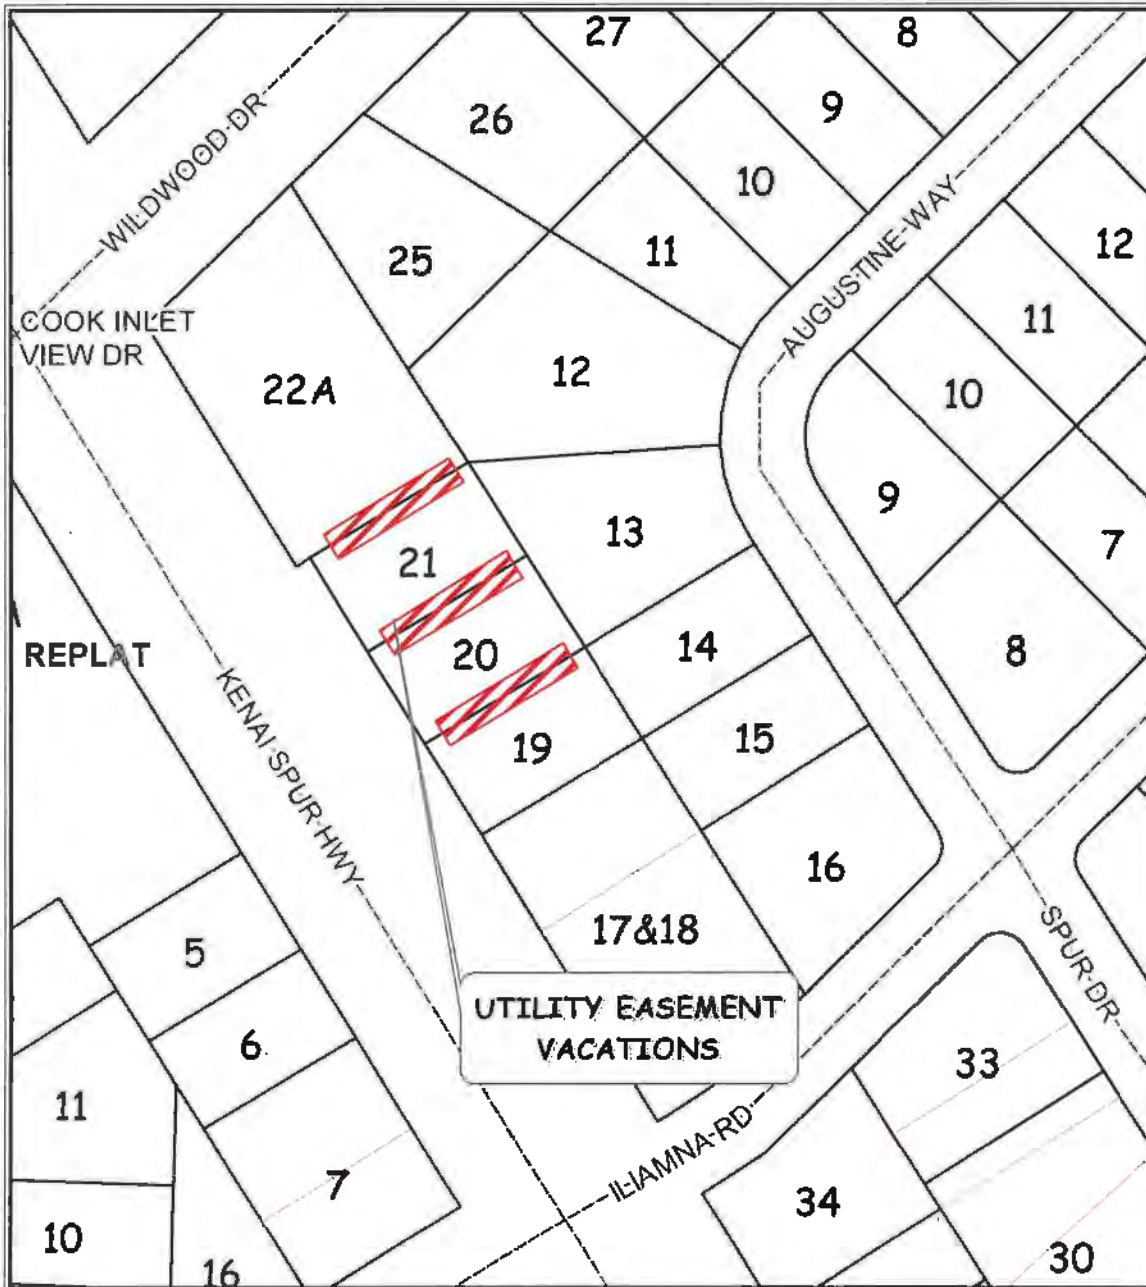 27
8
26
9
WILDWOOD DR
10
25
11
12
AUGUSTINE WAY
COOK INLET
VIEW DR
11
22A
12
10
9
13
7
21
REPLAT
20
14
8
19
15
KENAI SPUR HWY
16
17&18
5
SPUR DR
UTILITY EASEMENT
VACATIONS
6
33
11
ILIAMNA RD
7
34
10
16
30